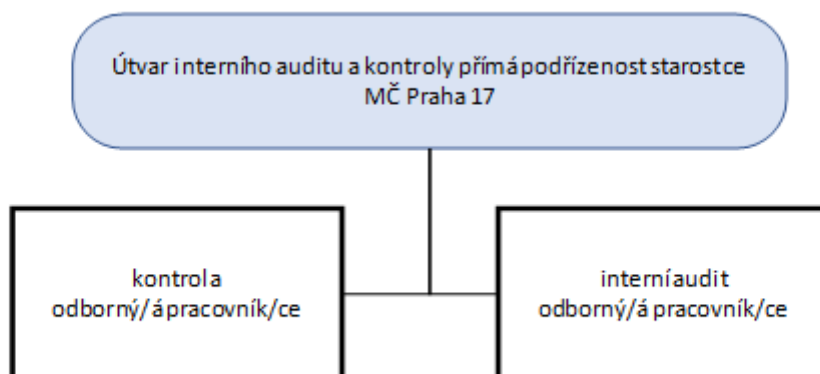 Útvar interního auditu a kontroly přímá podřízenost starostce
MČ Praha 17
kontrola
odborný/á pracovník/ce
interní audit
odborný/á pracovník/ce